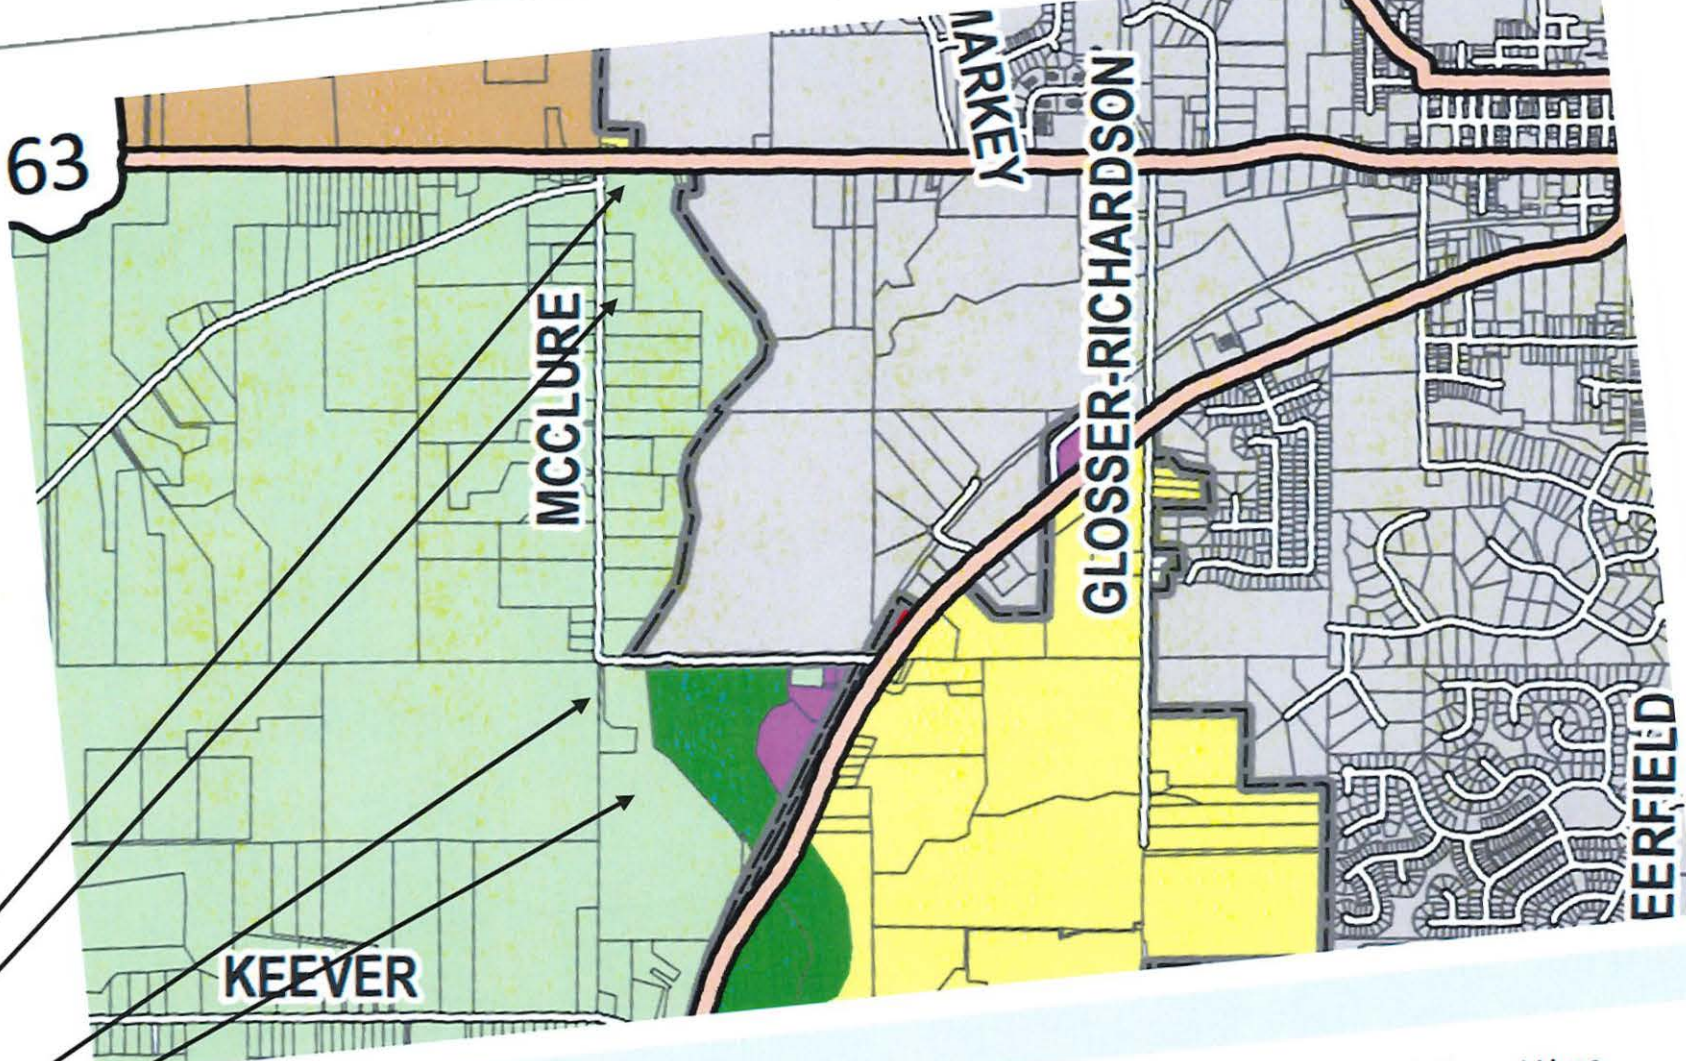 63
MARKEY
GLOSSER-RICHARDSON
MCCLURE
EERFIELD
KEEVER